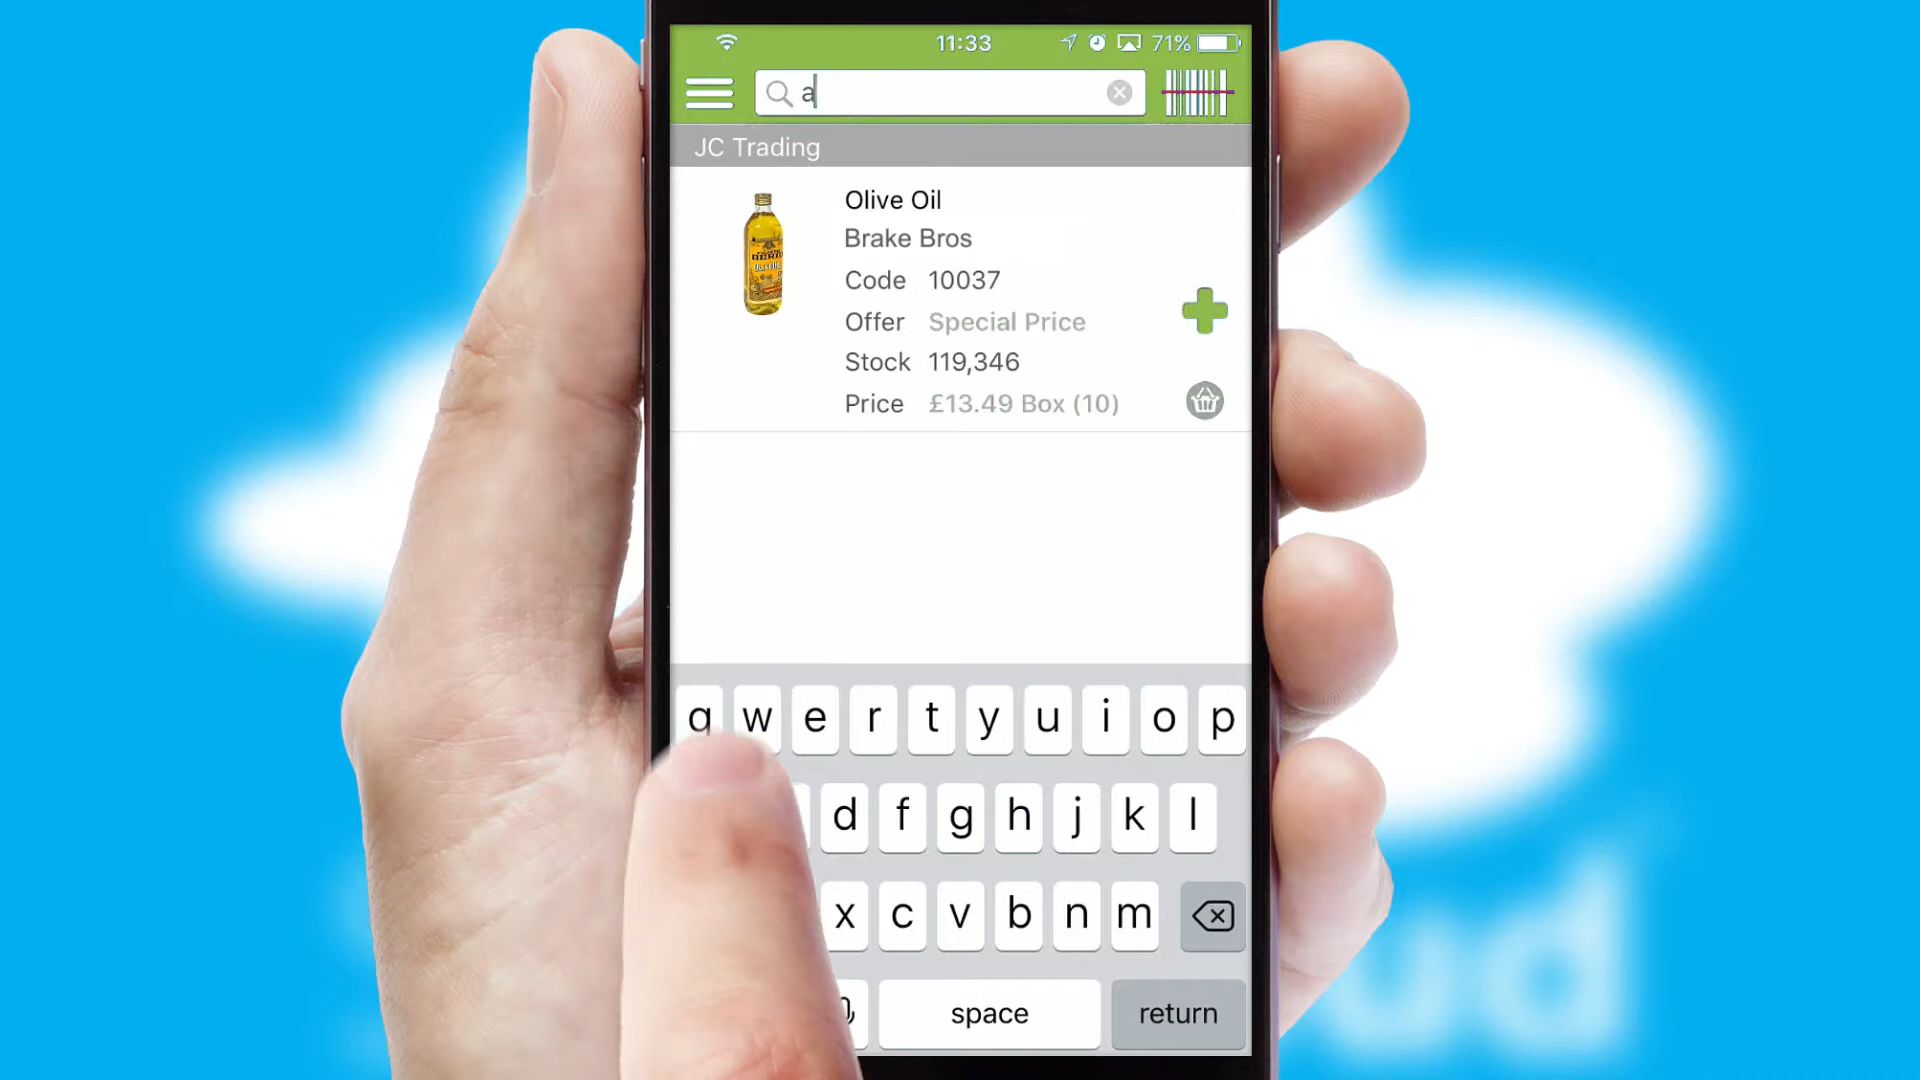 11:33
71%
a
JC Trading
Olive Oil
Brake Bros
Code 10037
Offer Special Price
Stock 119,346
Price £13.49 Box (10)
q w e r t y u i o p
d f g h j k l
x c v b n m
space
return
ud